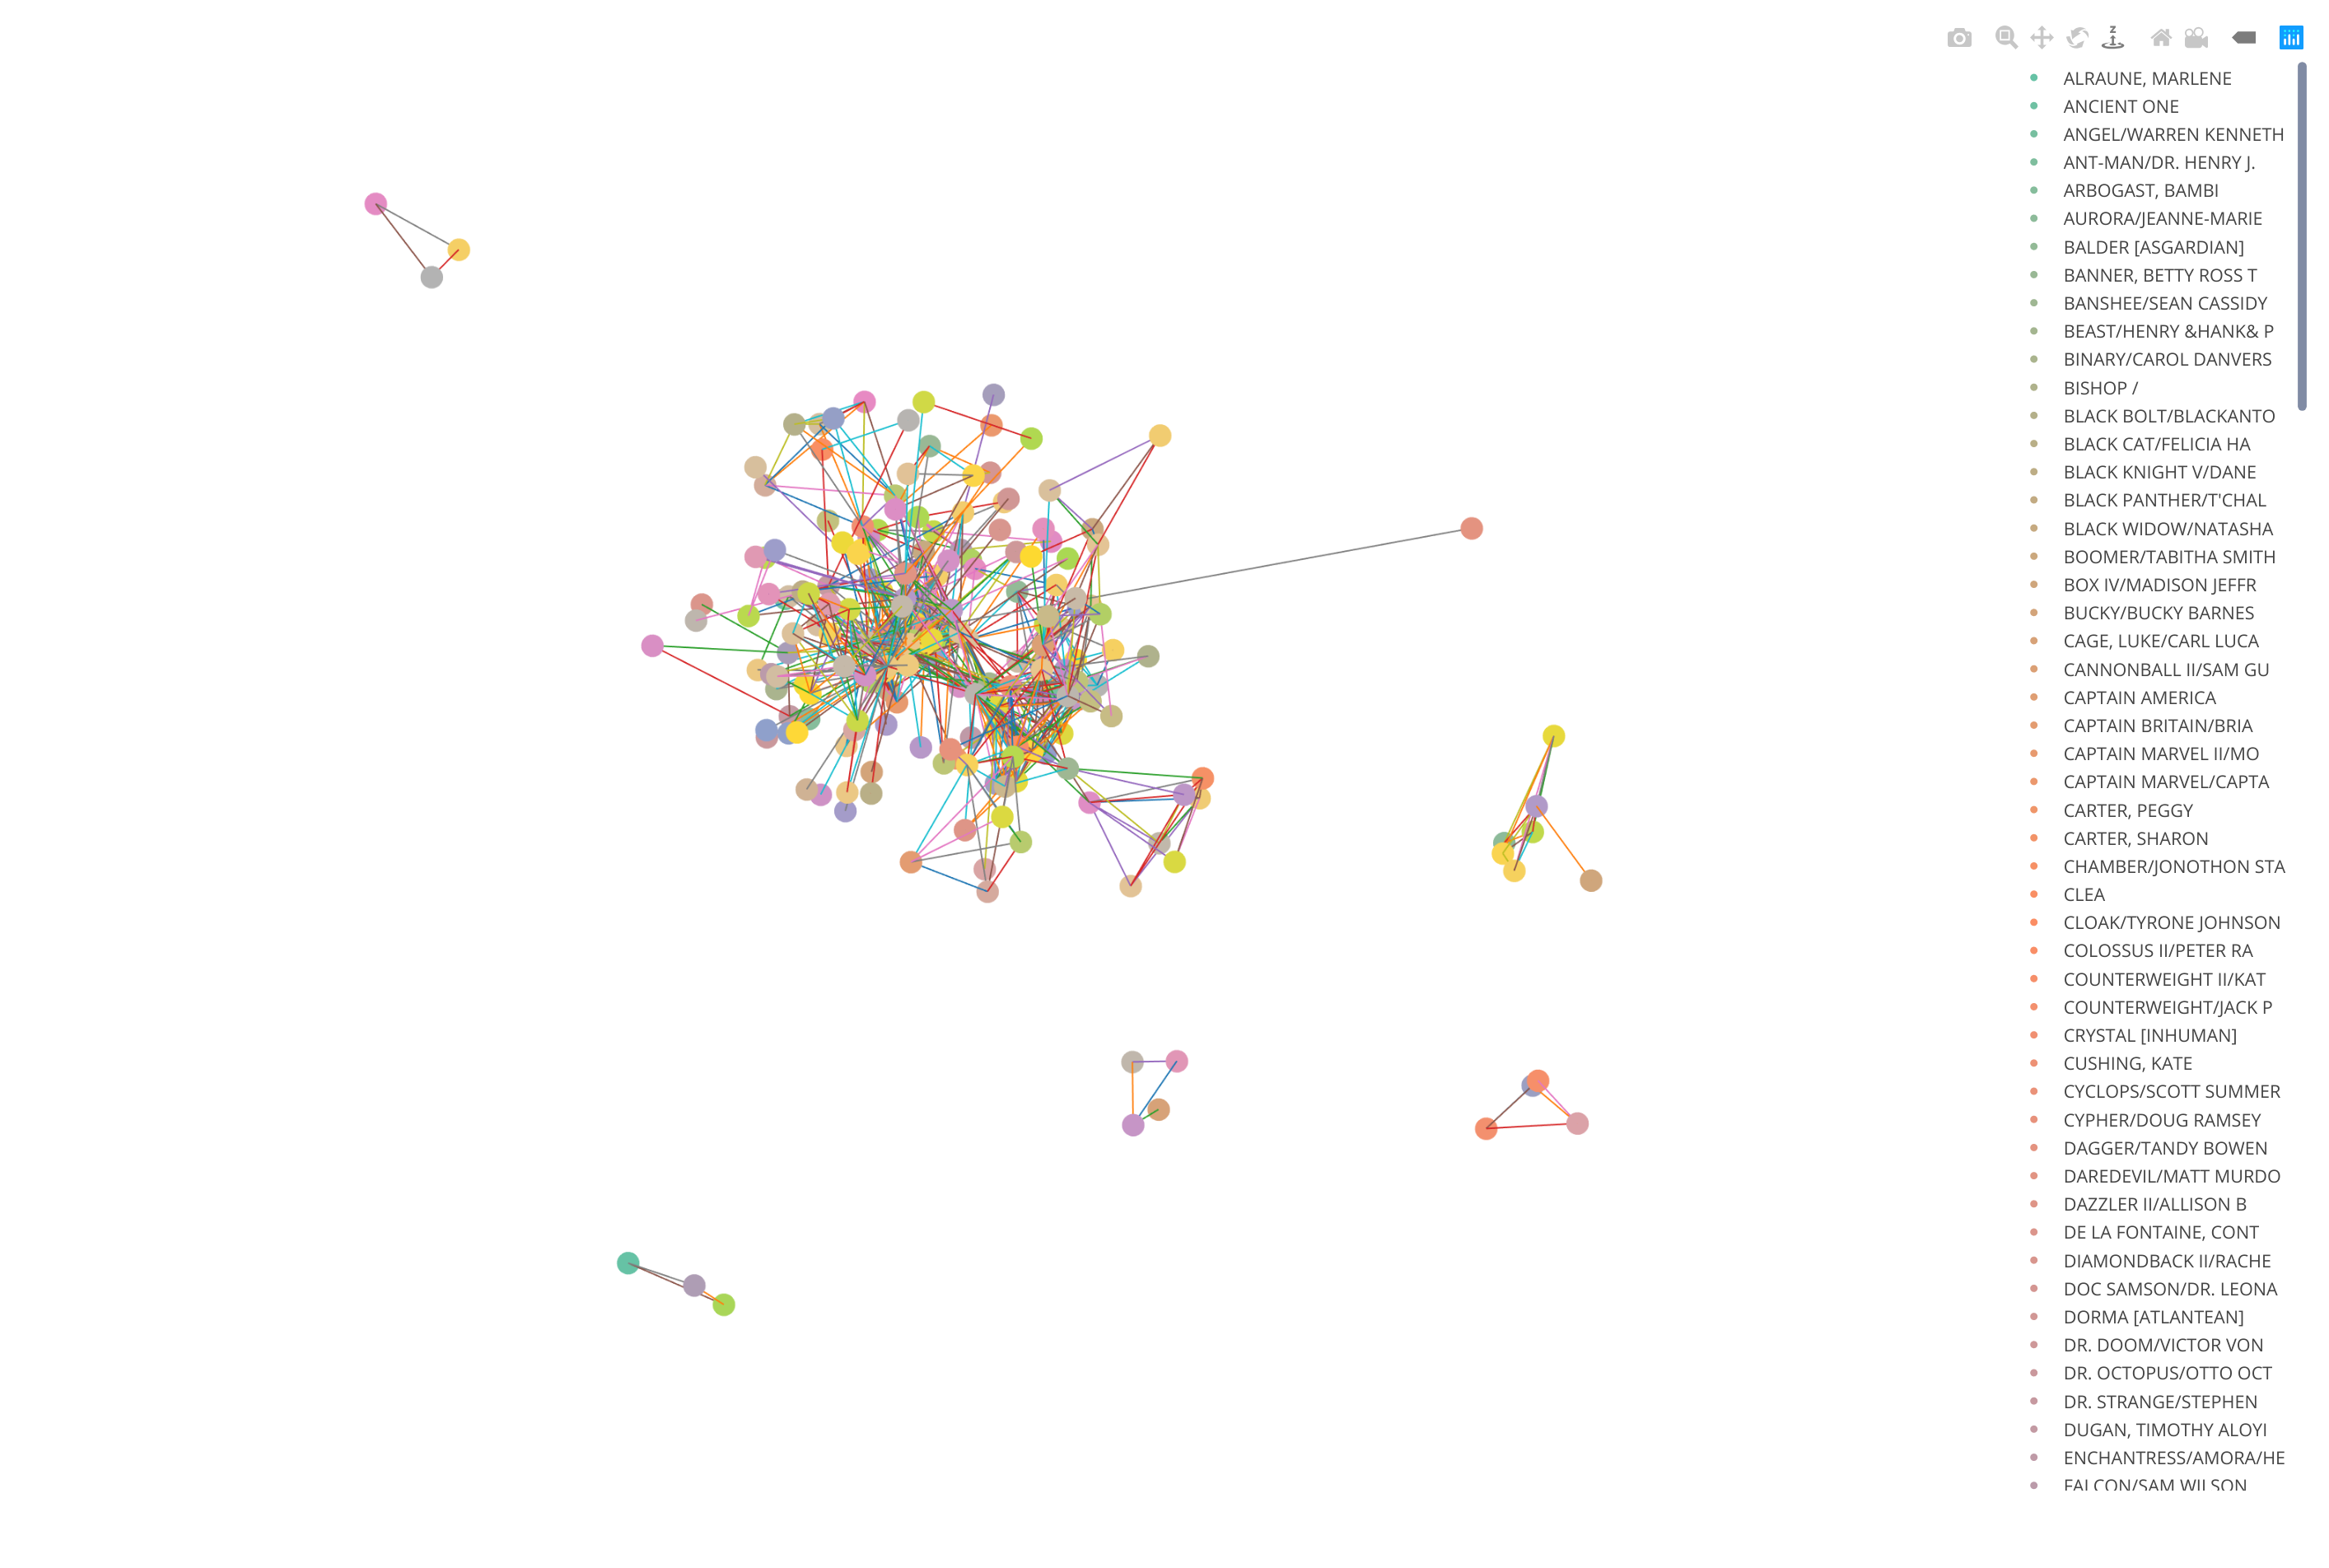 ALRAUNE, MARLENE
ANCIENT ONE
ANGEL/WARREN KENNETH
ANT-MAN/DR. HENRY J.
ARBOGAST, BAMBI
AURORA/JEANNE-MARIE
BALDER [ASGARDIAN]
BANNER, BETTY ROSS T
BANSHEE/SEAN CASSIDY
BEAST/HENRY &HANK& P
BINARY/CAROL DANVERS
BISHOP /
BLACK BOLT/BLACKANTO
BLACK CAT/FELICIA HA
BLACK KNIGHT V/DANE
BLACK PANTHER/T'CHAL
BLACK WIDOW/NATASHA
BOOMER/TABITHA SMITH
BOX IV/MADISON JEFFR
BUCKY/BUCKY BARNES
CAGE, LUKE/CARL LUCA
CANNONBALL II/SAM GU
CAPTAIN AMERICA
CAPTAIN BRITAIN/BRIA
CAPTAIN MARVEL II/MO
CAPTAIN MARVEL/CAPTA
CARTER, PEGGY
CARTER, SHARON
CHAMBER/JONOTHON STA
CLEA
CLOAK/TYRONE JOHNSON
COLOSSUS II/PETER RA
COUNTERWEIGHT II/KAT
COUNTERWEIGHT/JACK P
CRYSTAL [INHUMAN]
CUSHING, KATE
CYCLOPS/SCOTT SUMMER
CYPHER/DOUG RAMSEY
DAGGER/TANDY BOWEN
DAREDEVIL/MATT MURDO
DAZZLER II/ALLISON B
DE LA FONTAINE, CONT
DIAMONDBACK II/RACHE
DOC SAMSON/DR. LEONA
DORMA [ATLANTEAN]
DR. DOOM/VICTOR VON
DR. OCTOPUS/OTTO OCT
DR. STRANGE/STEPHEN
DUGAN, TIMOTHY ALOYI
ENCHANTRESS/AMORA/HE
FALCON/SAM WILSON